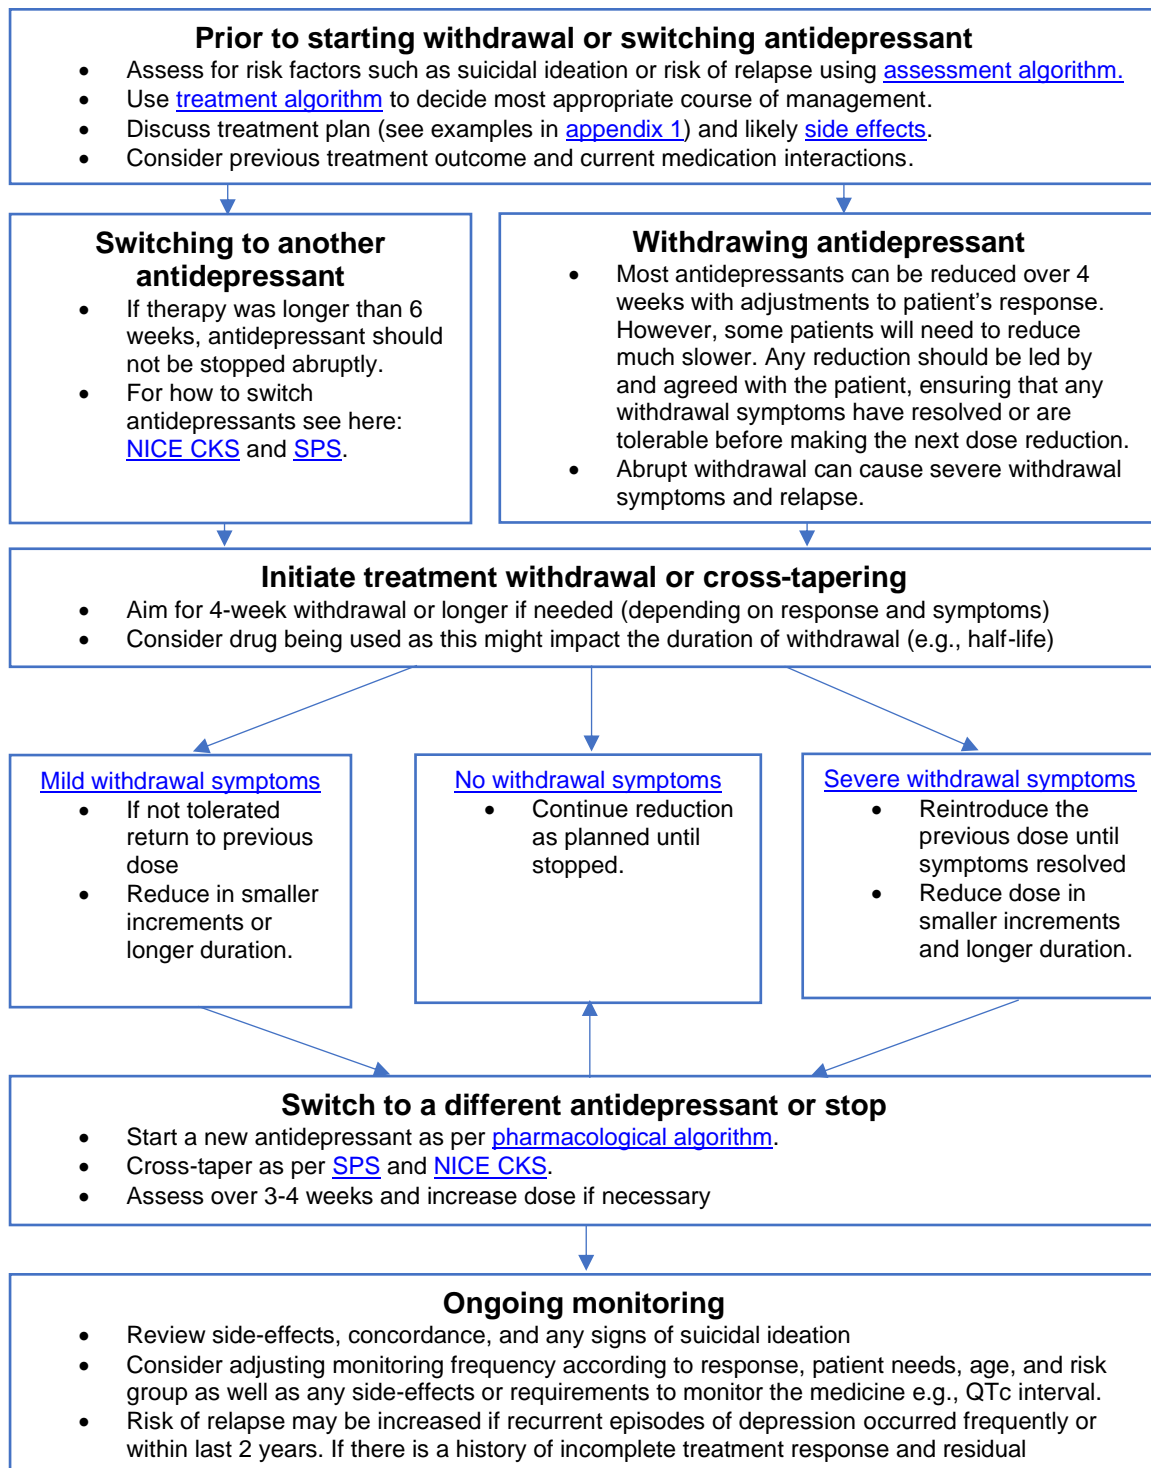 Prior to starting withdrawal or switching antidepressant
• Assess for risk factors such as suicidal ideation or risk of relapse using assessment algorithm.
• Use treatment algorithm to decide most appropriate course of management.
• Discuss treatment plan (see examples in appendix 1) and likely side effects.
• Consider previous treatment outcome and current medication interactions.
Switching to another
antidepressant
• If therapy was longer than 6
weeks, antidepressant should
not be stopped abruptly.
• For how to switch
antidepressants see here:
NICE CKS and SPS.
Withdrawing antidepressant
• Most antidepressants can be reduced over 4
weeks with adjustments to patient’s response.
However, some patients will need to reduce
much slower. Any reduction should be led by
and agreed with the patient, ensuring that any
withdrawal symptoms have resolved or are
tolerable before making the next dose reduction.
• Abrupt withdrawal can cause severe withdrawal
symptoms and relapse.
Initiate treatment withdrawal or cross-tapering
• Aim for 4-week withdrawal or longer if needed (depending on response and symptoms)
• Consider drug being used as this might impact the duration of withdrawal (e.g., half-life)
Mild withdrawal symptoms
• If not tolerated
return to previous
dose
• Reduce in smaller
increments or
longer duration.
No withdrawal symptoms
• Continue reduction
as planned until
stopped.
Severe withdrawal symptoms
• Reintroduce the
previous dose until
symptoms resolved
• Reduce dose in
smaller increments
and longer duration.
Switch to a different antidepressant or stop
• Start a new antidepressant as per pharmacological algorithm.
• Cross-taper as per SPS and NICE CKS.
• Assess over 3-4 weeks and increase dose if necessary
Ongoing monitoring
• Review side-effects, concordance, and any signs of suicidal ideation
• Consider adjusting monitoring frequency according to response, patient needs, age, and risk
group as well as any side-effects or requirements to monitor the medicine e.g., QTc interval.
• Risk of relapse may be increased if recurrent episodes of depression occurred frequently or
within last 2 years. If there is a history of incomplete treatment response and residual